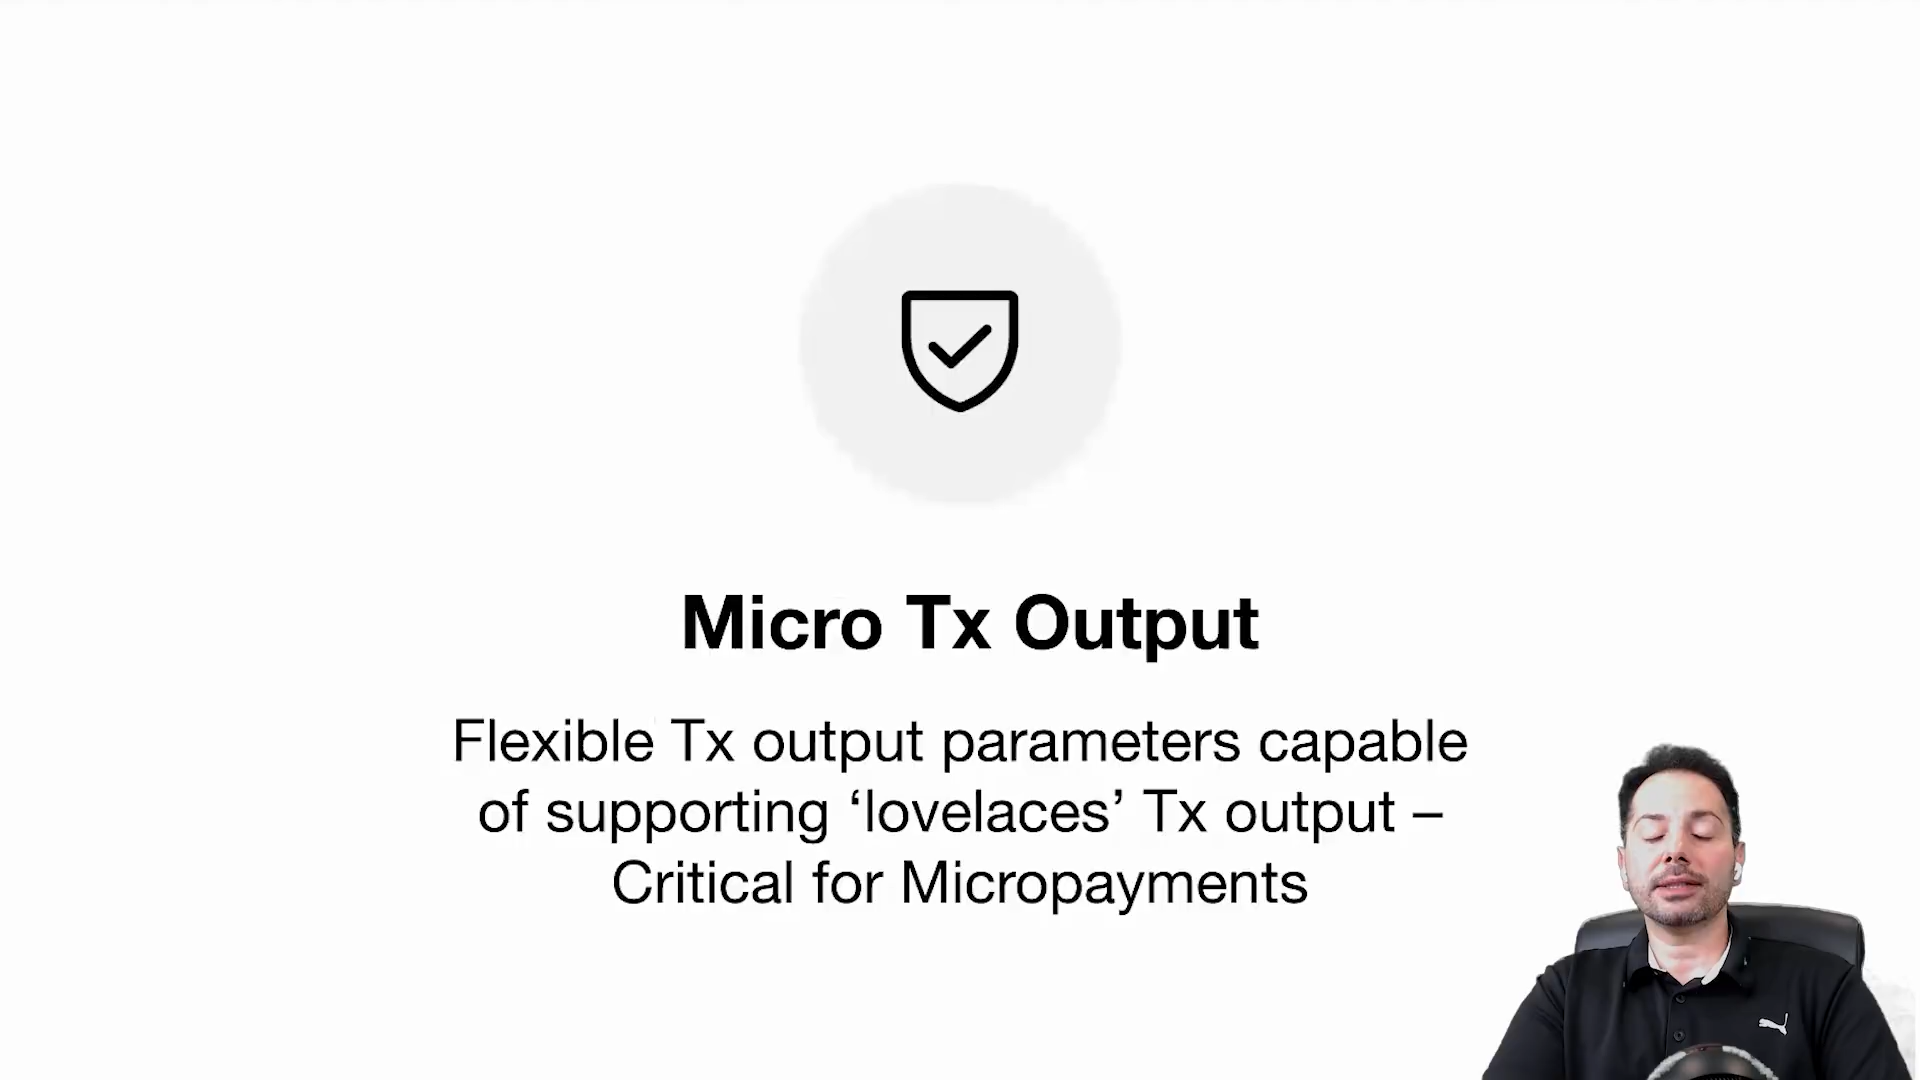 Micro Tx Output
Flexible Tx output parameters capable
of supporting ‘lovelaces’ Tx output –
Critical for Micropayments